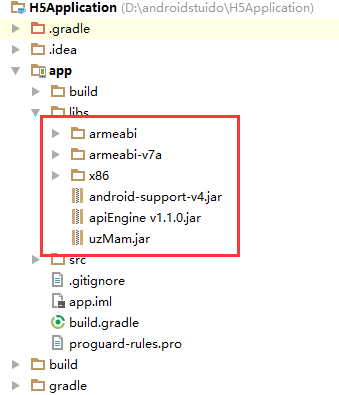 H5Application (D:\androidstuido\H5Application)
.gradle
.idea
app
build
libs
armeabi
armeabi-v7a
x86
android-support-v4.jar
apiEngine v1.1.0.jar
uzMam.jar
src
.gitignore
app.iml
build.gradle
proguard-rules.pro
build
gradle